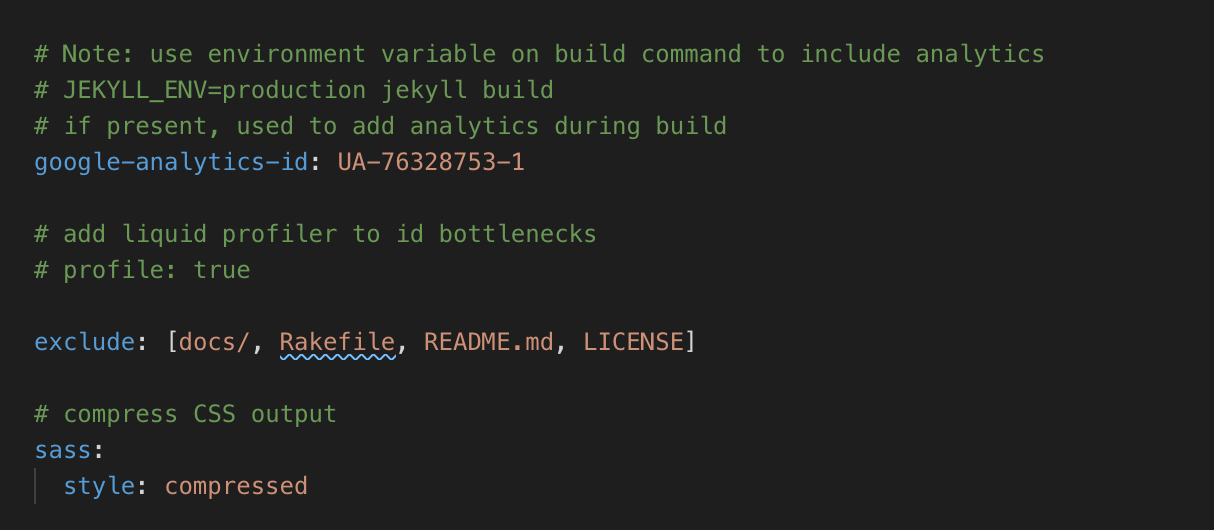 # Note: use environment variable on build command to include analytics
# JEKYLL_ENV=production jekyll build
# if present, used to add analytics during build
google-analytics-id: UA-76328753-1
# add liquid profiler to id bottlenecks
# profile: true
exclude: [docs/, Rakefile, README.md, LICENSE]
# compress CSS output
sass:
  style: compressed